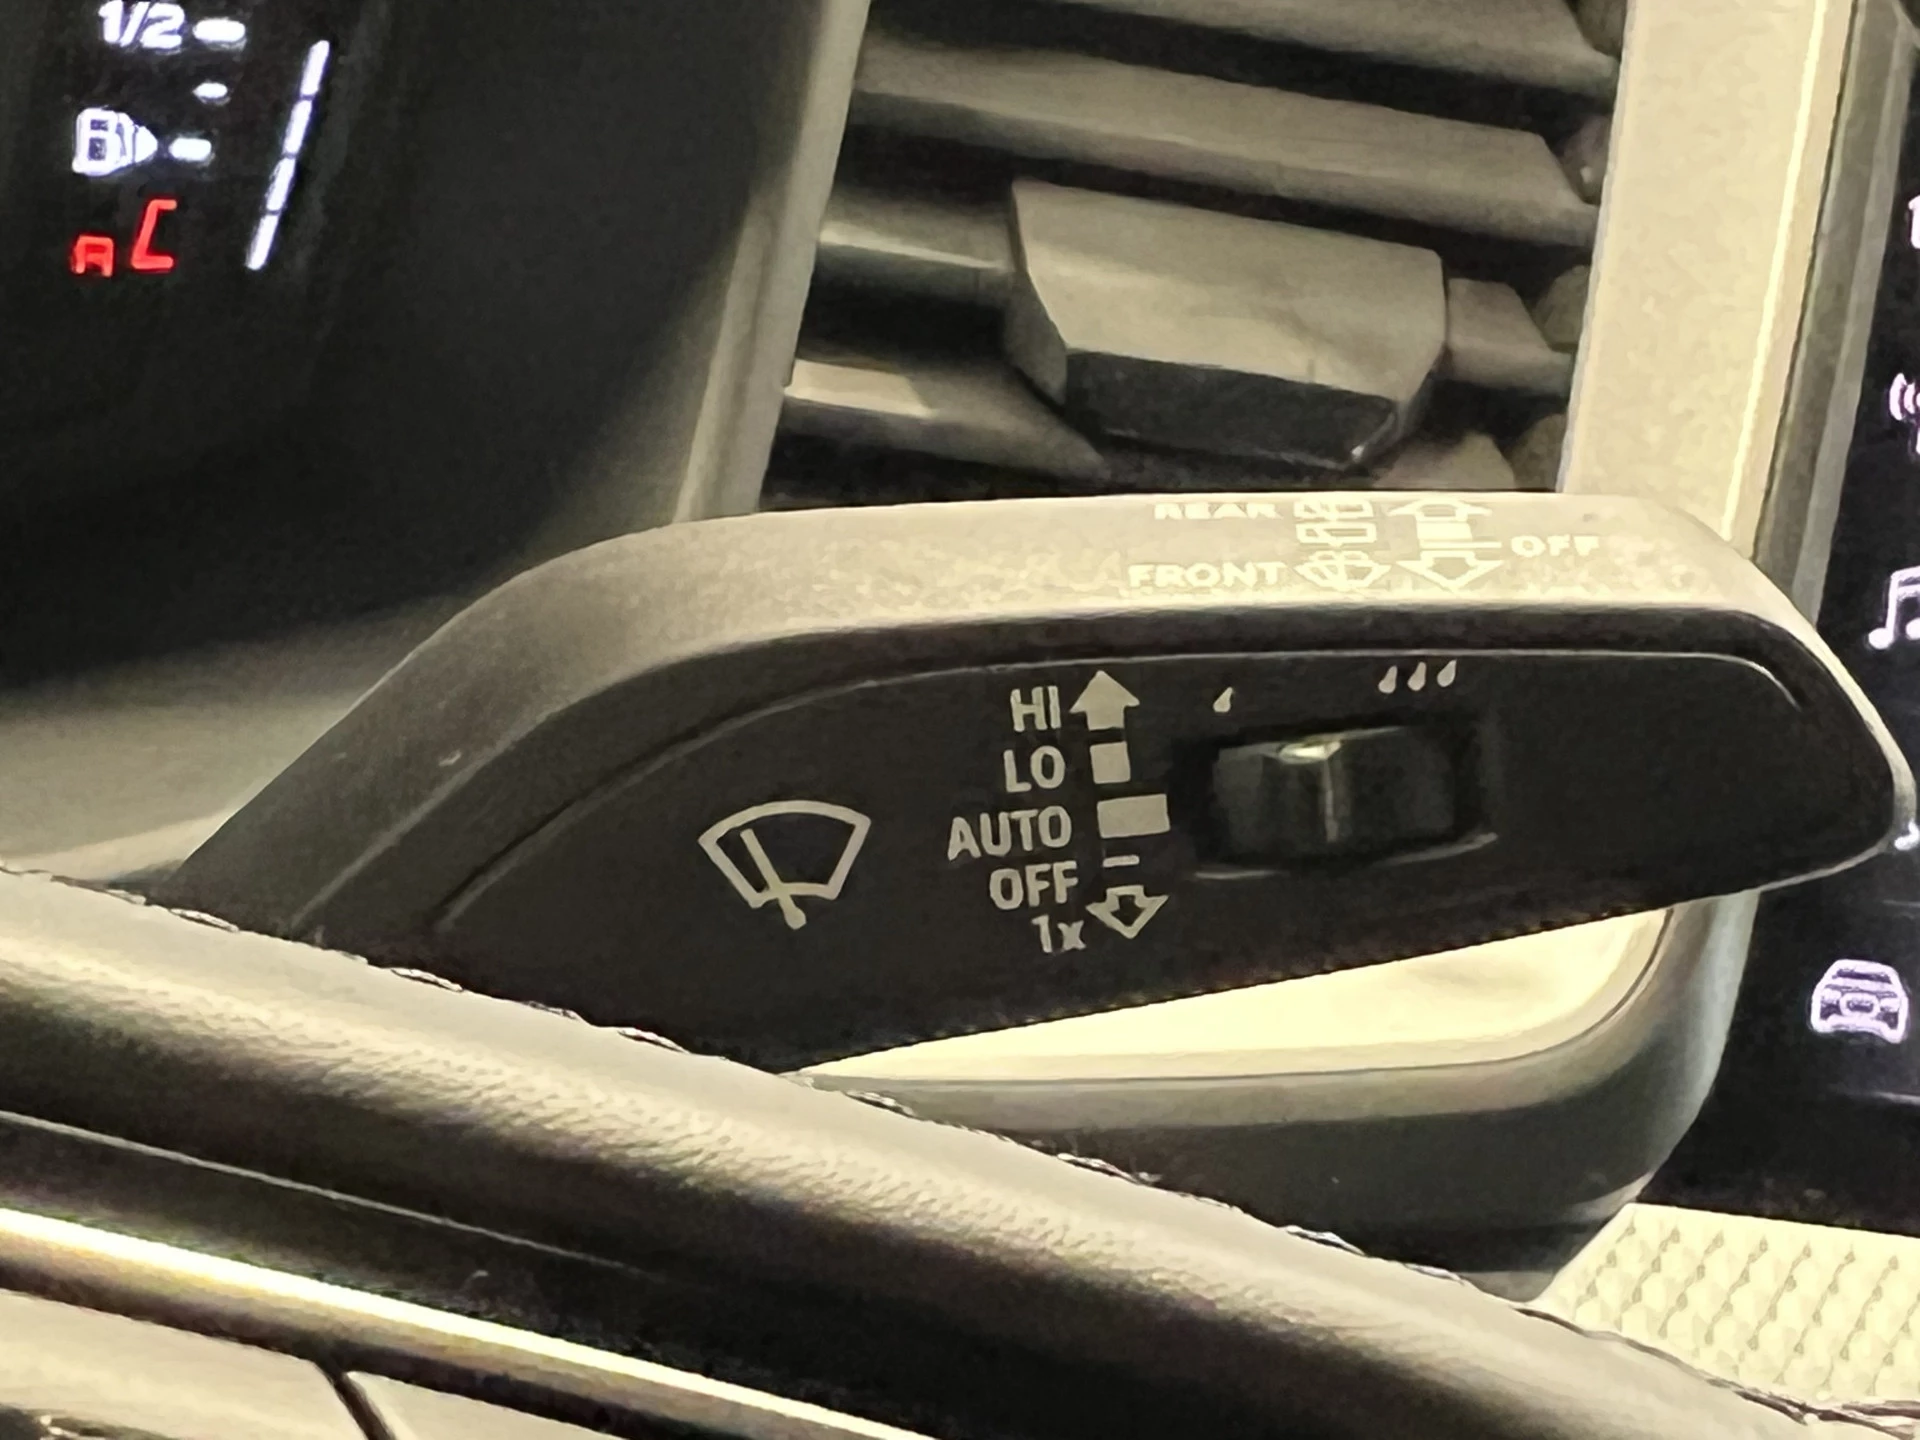 1/2
REAR
OFF
FRONT
HI
LO
AUTO
OFF
1x